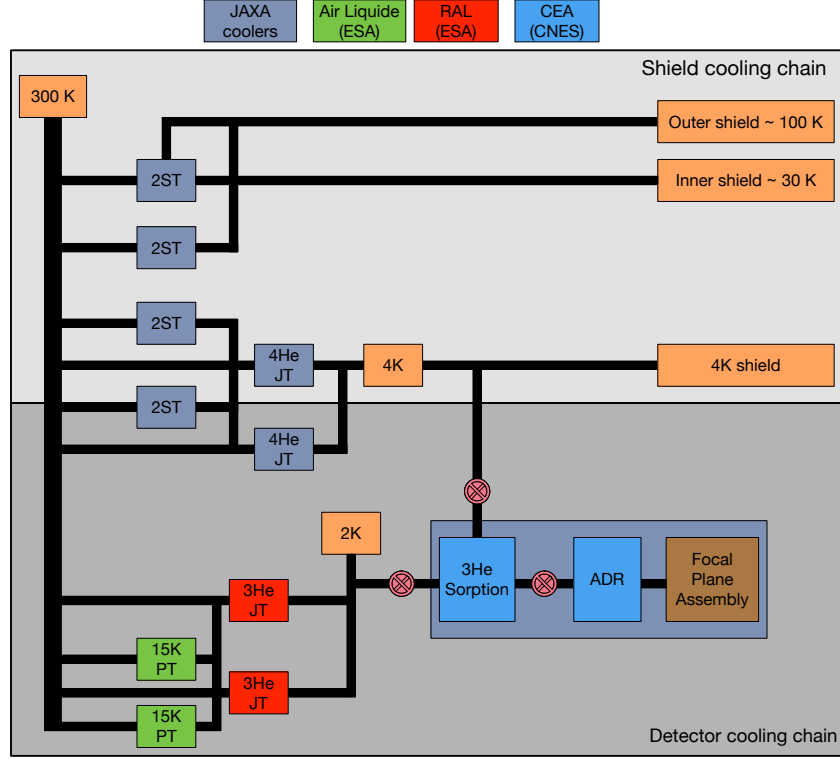 JAXA
coolers
Air Liquide
(ESA)
RAL
(ESA)
CEA
(CNES)
Shield cooling chain
300 K
Outer shield ~ 100 K
2ST
Inner shield ~ 30 K
2ST
2ST
4He
JT
4K
4K shield
2ST
4He
JT
2K
3He
Sorption
ADR
Focal
Plane
Assembly
3He
JT
15K
PT
3He
JT
15K
PT
Detector cooling chain